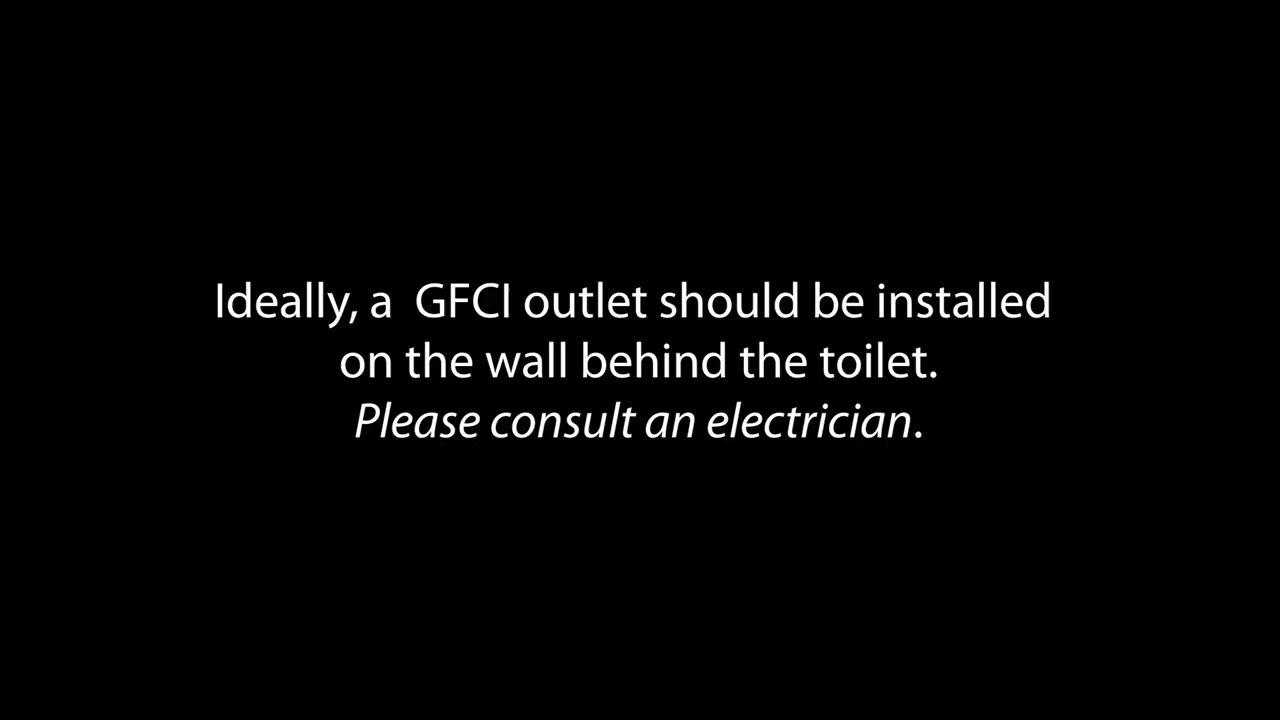 Ideally, a  GFCI outlet should be installed
on the wall behind the toilet.
Please consult an electrician.